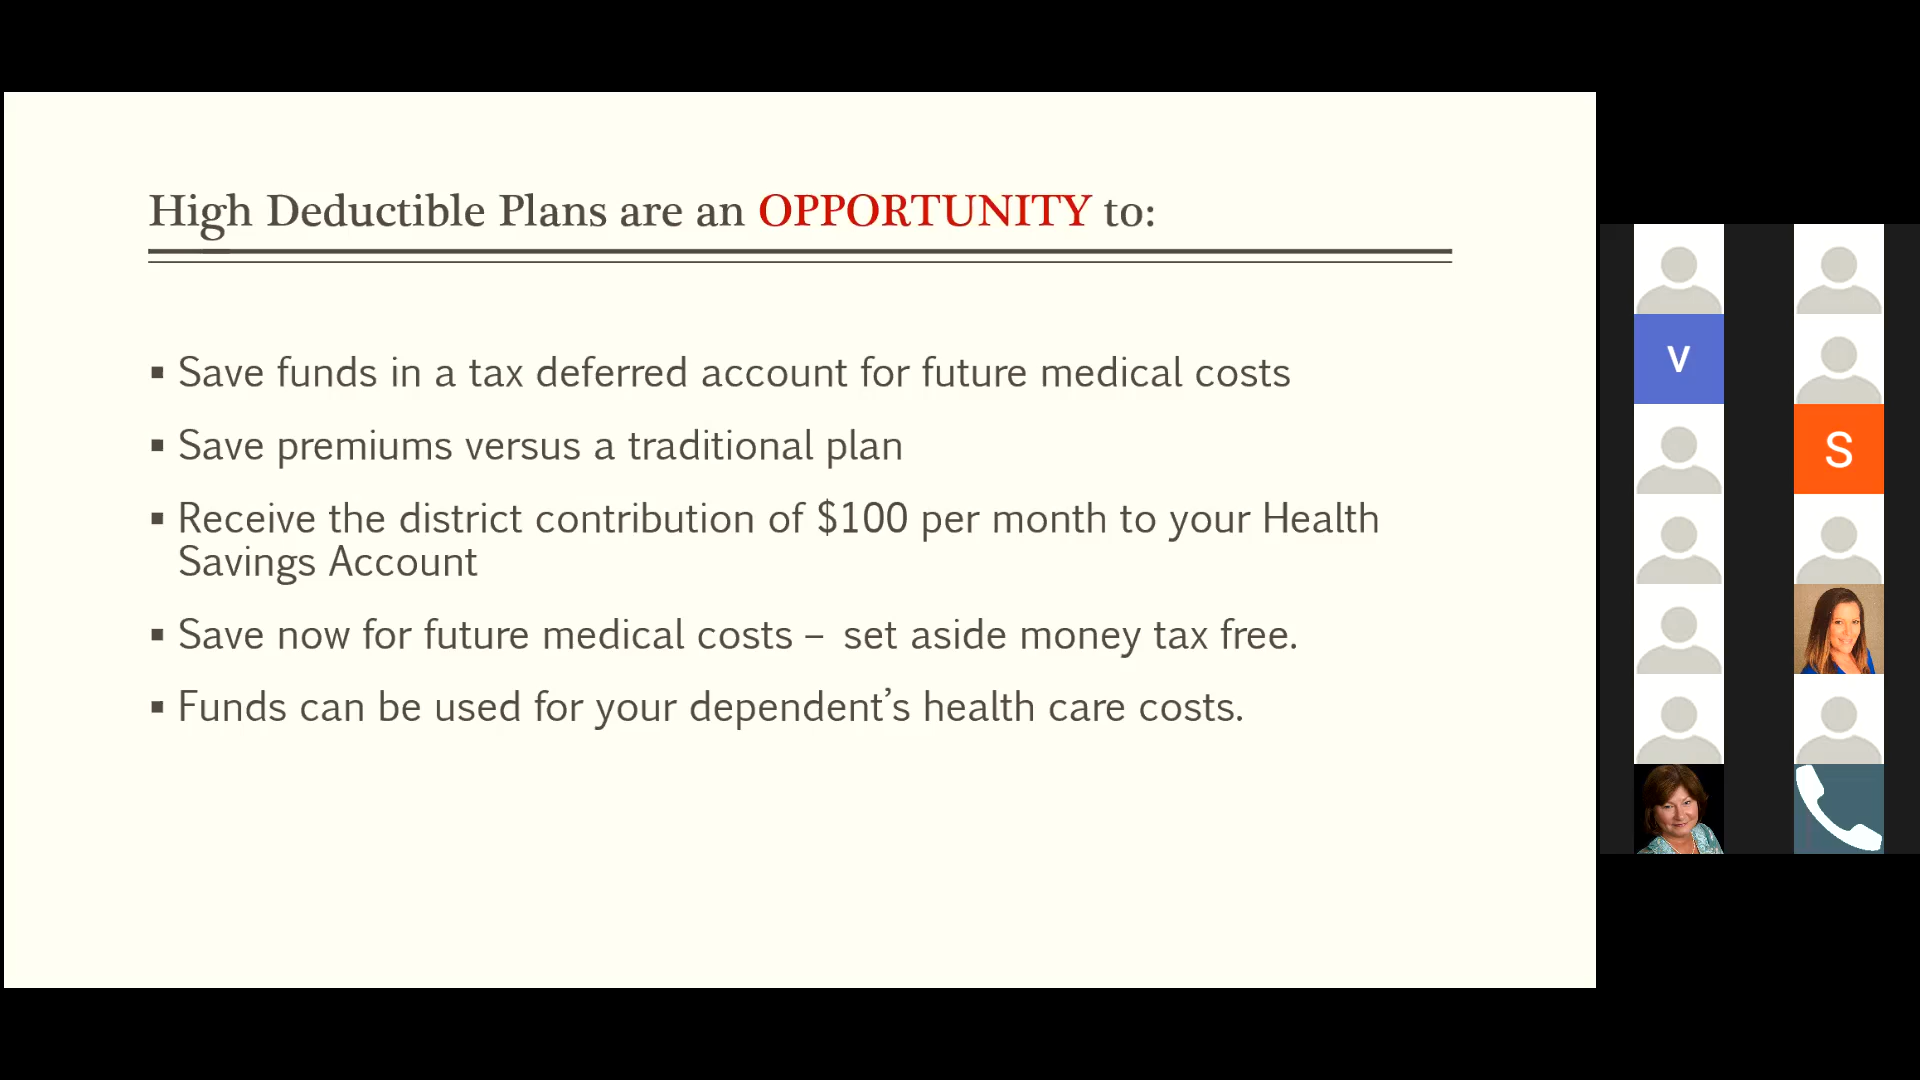 High Deductible Plans are an OPPORTUNITY to:
▪ Save funds in a tax deferred account for future medical costs
▪ Save premiums versus a traditional plan
▪ Receive the district contribution of $100 per month to your Health
Savings Account
▪ Save now for future medical costs – set aside money tax free.
▪ Funds can be used for your dependent’s health care costs.
V
S